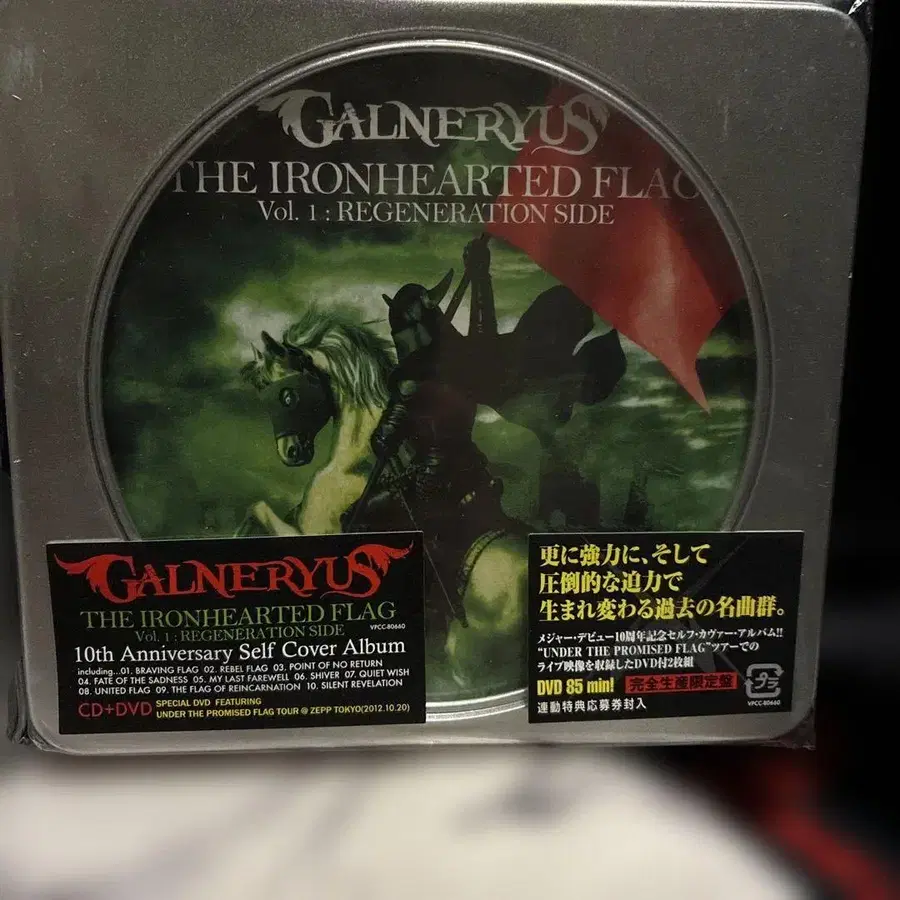 GALNERYUS
THE IRONHEARTED FLAG
Vol. 1 : REGENERATION SIDE
GALNERYUS
THE IRONHEARTED FLAG
Vol. 1 : REGENERATION SIDE
VPCC-80660
10th Anniversary Self Cover Album
including...01. BRAVING FLAG 02. REBEL FLAG 03. POINT OF NO RETURN
04. FATE OF THE SADNESS 05. MY LAST FAREWELL 06. SHIVER 07. QUIET WISH
08. UNITED FLAG 09. THE FLAG OF REINCARNATION 10. SILENT REVELATION
CD+DVD SPECIAL DVD FEATURING
UNDER THE PROMISED FLAG TOUR @ ZEPP TOKYO(2012.10.20)
更に強力に、そして
圧倒的な迫力で
生まれ変わる過去の名曲群。
メジャー・デビュー10周年記念セルフ・カヴァー・アルバム!!
"UNDER THE PROMISED FLAG"ツアーでの
ライブ映像を収録したDVD付2枚組
DVD 85 min! 完全生産限定盤
連動特典応募券封入
プラ
VPCC-80660